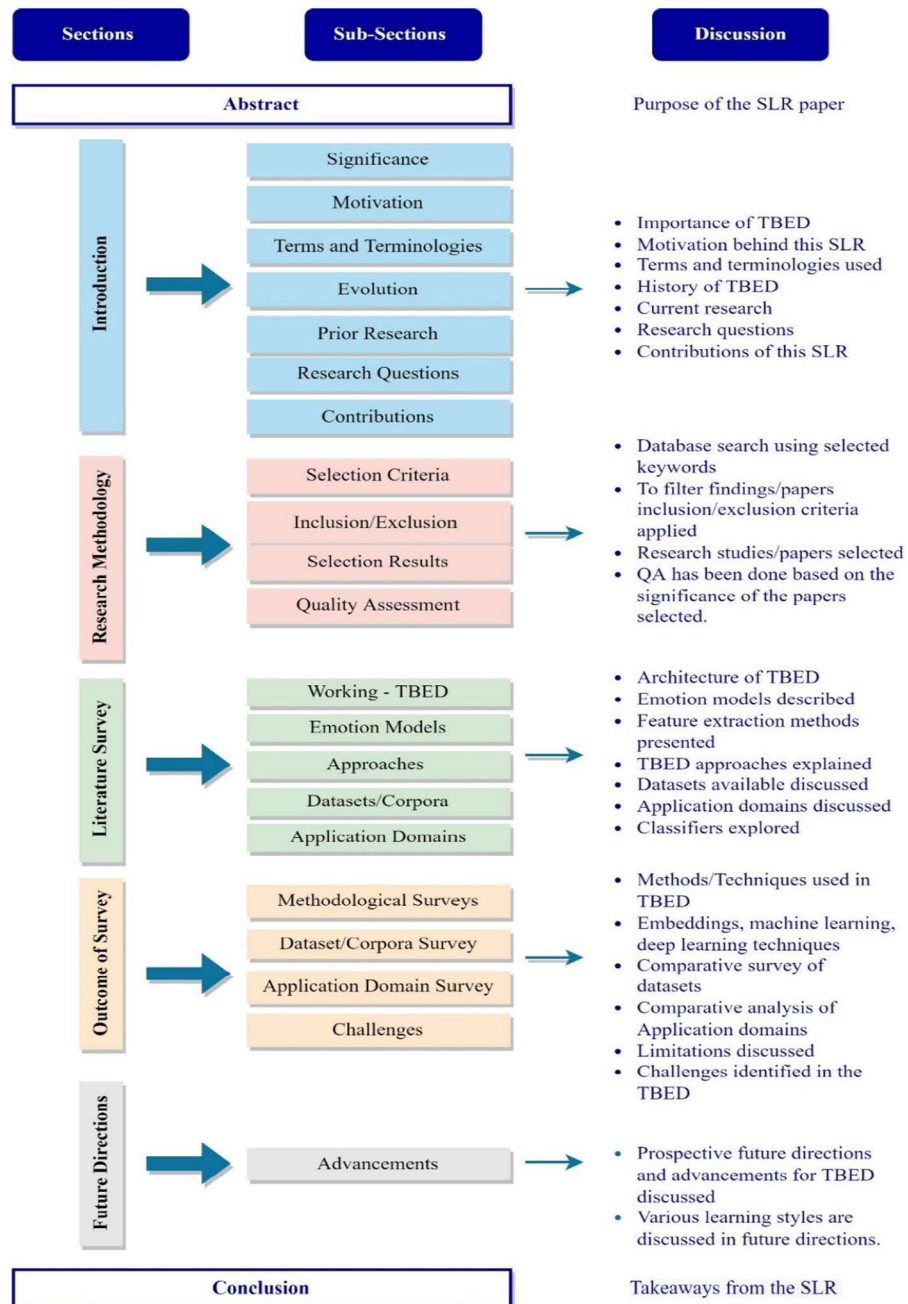 Sections
Sub-Sections
Discussion
Abstract
Purpose of the SLR paper
Introduction
Significance
Motivation
Terms and Terminologies
Evolution
Prior Research
Research Questions
Contributions
• Importance of TBED
• Motivation behind this SLR
• Terms and terminologies used
• History of TBED
• Current research
• Research questions
• Contributions of this SLR
Research Methodology
Selection Criteria
Inclusion/Exclusion
Selection Results
Quality Assessment
• Database search using selected
keywords
• To filter findings/papers
inclusion/exclusion criteria
applied
• Research studies/papers selected
• QA has been done based on the
significance of the papers
selected.
Literature Survey
Working - TBED
Emotion Models
Approaches
Datasets/Corpora
Application Domains
• Architecture of TBED
• Emotion models described
• Feature extraction methods
presented
• TBED approaches explained
• Datasets available discussed
• Application domains discussed
• Classifiers explored
Outcome of Survey
Methodological Surveys
Dataset/Corpora Survey
Application Domain Survey
Challenges
• Methods/Techniques used in
TBED
• Embeddings, machine learning,
deep learning techniques
• Comparative survey of
datasets
• Comparative analysis of
Application domains
• Limitations discussed
• Challenges identified in the
TBED
Future Directions
Advancements
• Prospective future directions
and advancements for TBED
discussed
• Various learning styles are
discussed in future directions.
Conclusion
Takeaways from the SLR